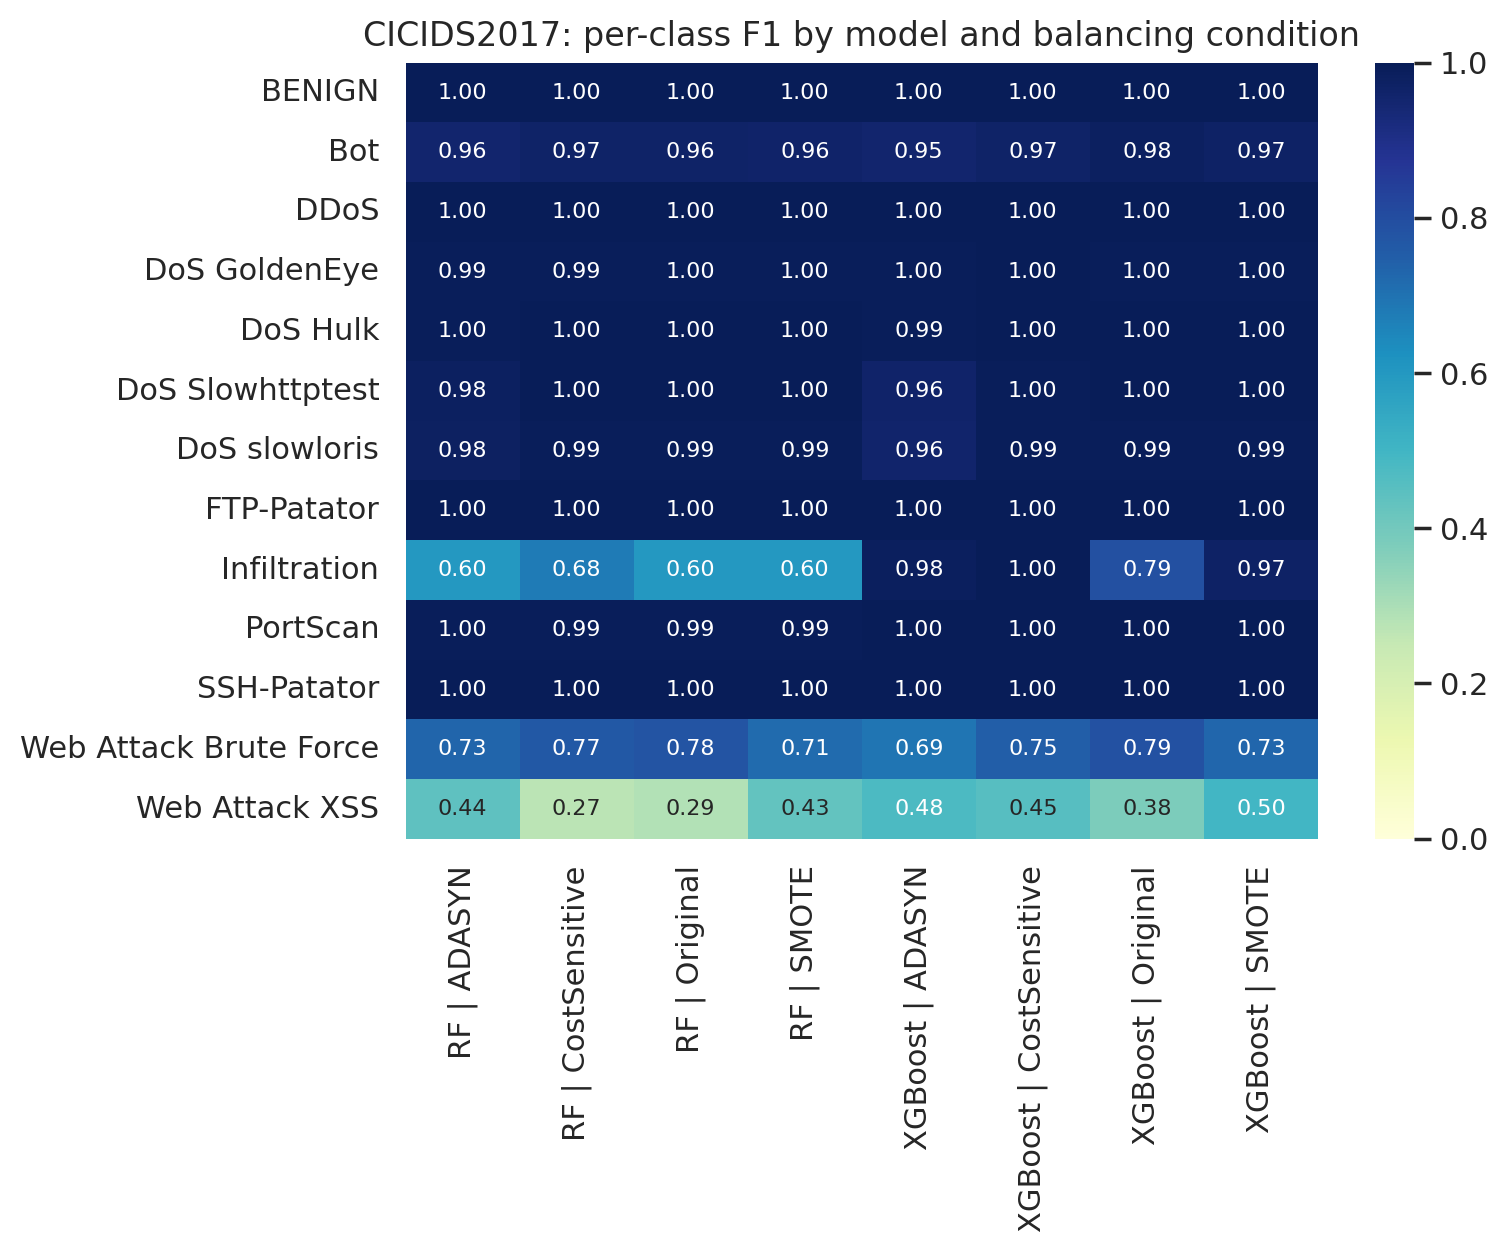 CICIDS2017: per-class F1 by model and balancing condition
BENIGN 1.00 1.00 1.00 1.00 1.00 1.00 1.00 1.00
Bot 0.96 0.97 0.96 0.96 0.95 0.97 0.98 0.97
DDoS 1.00 1.00 1.00 1.00 1.00 1.00 1.00 1.00
DoS GoldenEye 0.99 0.99 1.00 1.00 1.00 1.00 1.00 1.00
DoS Hulk 1.00 1.00 1.00 1.00 0.99 1.00 1.00 1.00
DoS Slowhttptest 0.98 1.00 1.00 1.00 0.96 1.00 1.00 1.00
DoS slowloris 0.98 0.99 0.99 0.99 0.96 0.99 0.99 0.99
FTP-Patator 1.00 1.00 1.00 1.00 1.00 1.00 1.00 1.00
Infiltration 0.60 0.68 0.60 0.60 0.98 1.00 0.79 0.97
PortScan 1.00 0.99 0.99 0.99 1.00 1.00 1.00 1.00
SSH-Patator 1.00 1.00 1.00 1.00 1.00 1.00 1.00 1.00
Web Attack Brute Force 0.73 0.77 0.78 0.71 0.69 0.75 0.79 0.73
Web Attack XSS 0.44 0.27 0.29 0.43 0.48 0.45 0.38 0.50
RF | ADASYN
RF | CostSensitive
RF | Original
RF | SMOTE
XGBoost | ADASYN
XGBoost | CostSensitive
XGBoost | Original
XGBoost | SMOTE
1.0
0.8
0.6
0.4
0.2
0.0